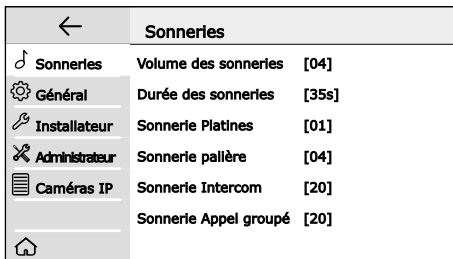 Sonneries
Sonneries
Général
Installateur
Administrateur
Caméras IP
Volume des sonneries [04]
Durée des sonneries [35s]
Sonnerie Platines [01]
Sonnerie palière [04]
Sonnerie Intercom [20]
Sonnerie Appel groupé [20]